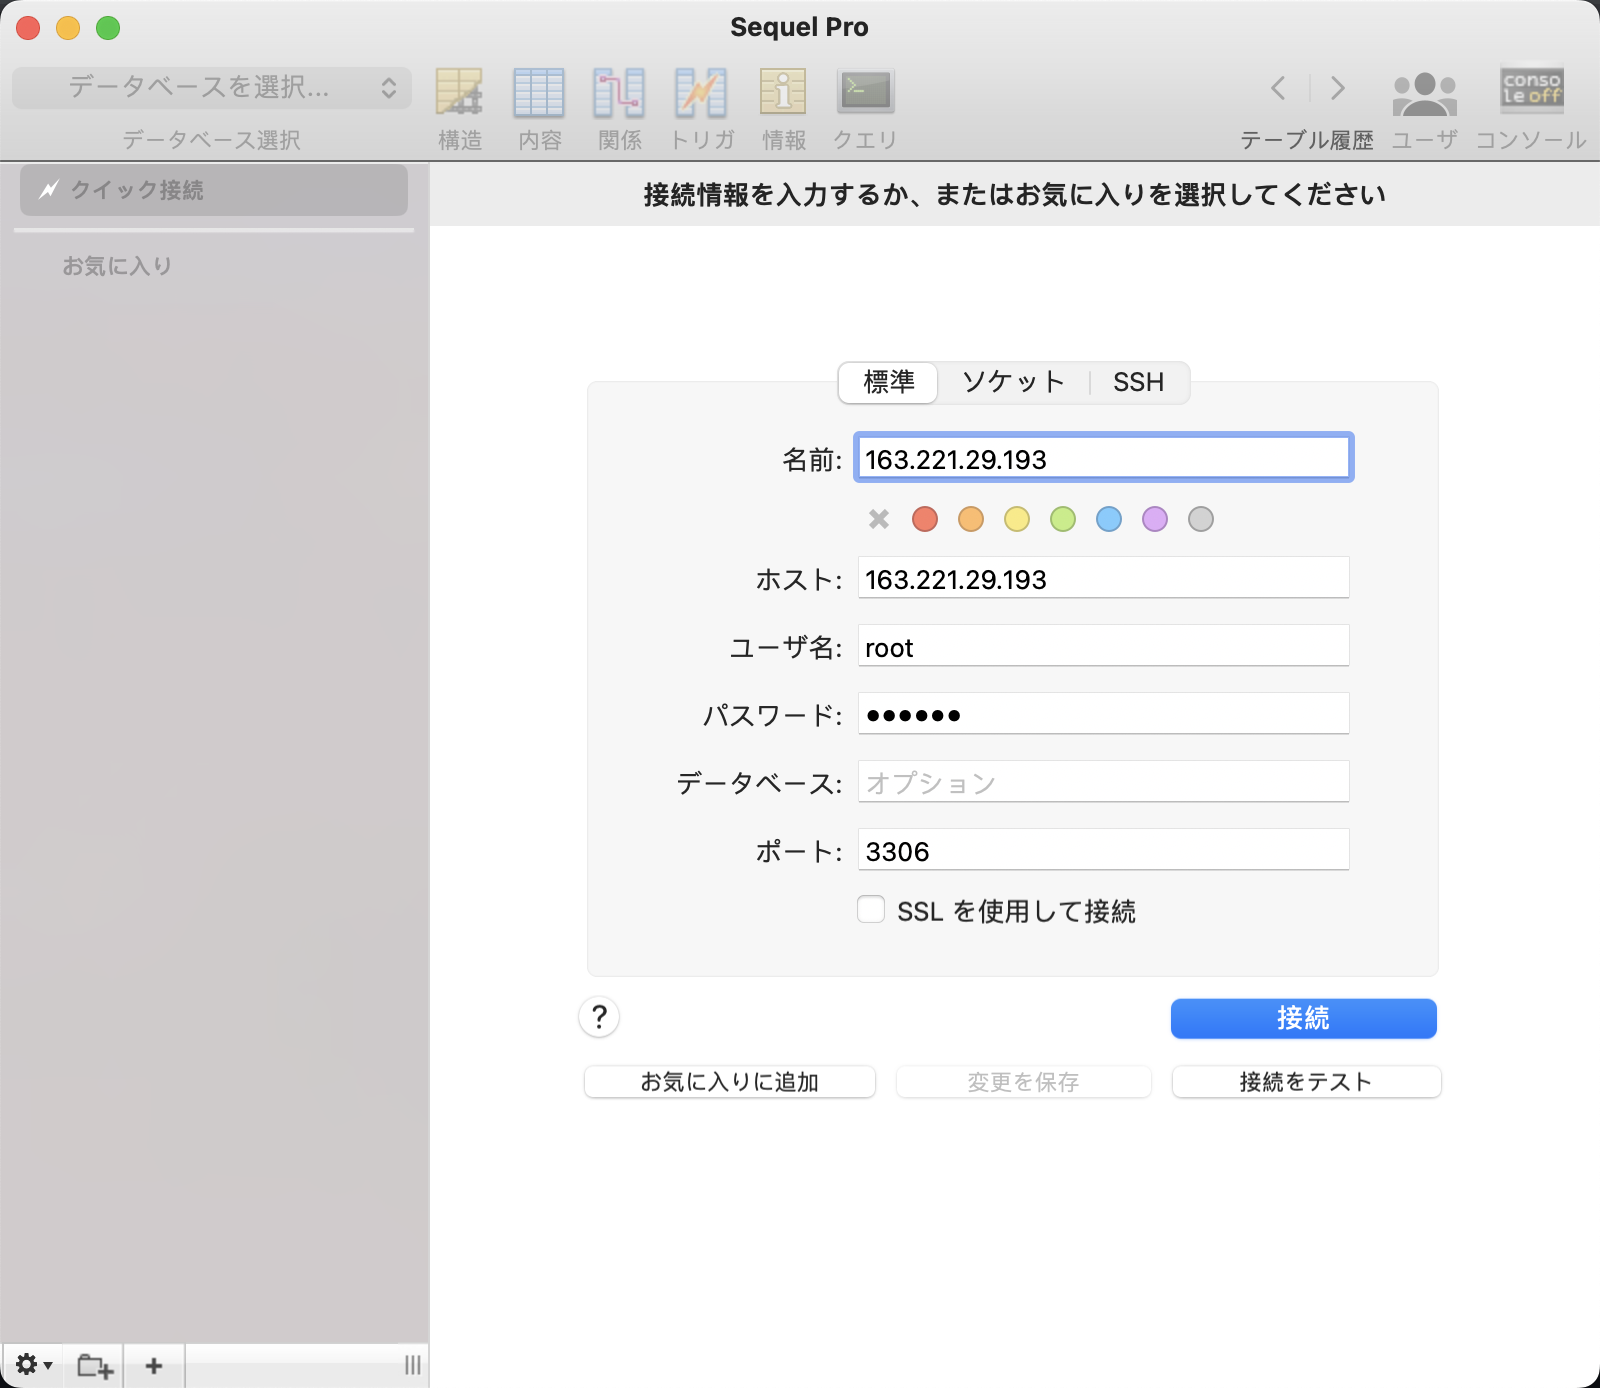 Sequel Pro
データベースを選択...
データベース選択
構造
内容
関係
トリガ
情報
クエリ
テーブル履歴
ユーザ
conso
le off
コンソール
クイック接続
お気に入り
接続情報を入力するか、またはお気に入りを選択してください
標準
ソケット
SSH
名前: 163.221.29.193
ホスト: 163.221.29.193
ユーザ名: root
パスワード: ●●●●●●
データベース: オプション
ポート: 3306
SSL を使用して接続
?
接続
お気に入りに追加
変更を保存
接続をテスト